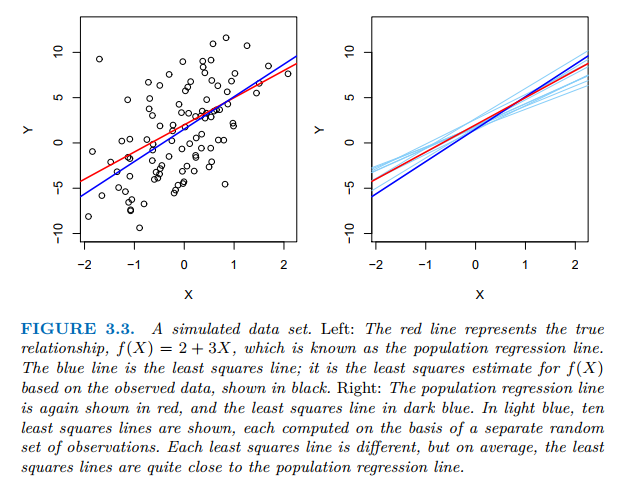 10
5
0
−5
−10
Y
−2 −1 0 1 2
X
10
5
0
−5
−10
Y
−2 −1 0 1 2
X
FIGURE 3.3. A simulated data set. Left: The red line represents the true
relationship, f(X) = 2 + 3X, which is known as the population regression line.
The blue line is the least squares line; it is the least squares estimate for f(X)
based on the observed data, shown in black. Right: The population regression line
is again shown in red, and the least squares line in dark blue. In light blue, ten
least squares lines are shown, each computed on the basis of a separate random
set of observations. Each least squares line is different, but on average, the least
squares lines are quite close to the population regression line.